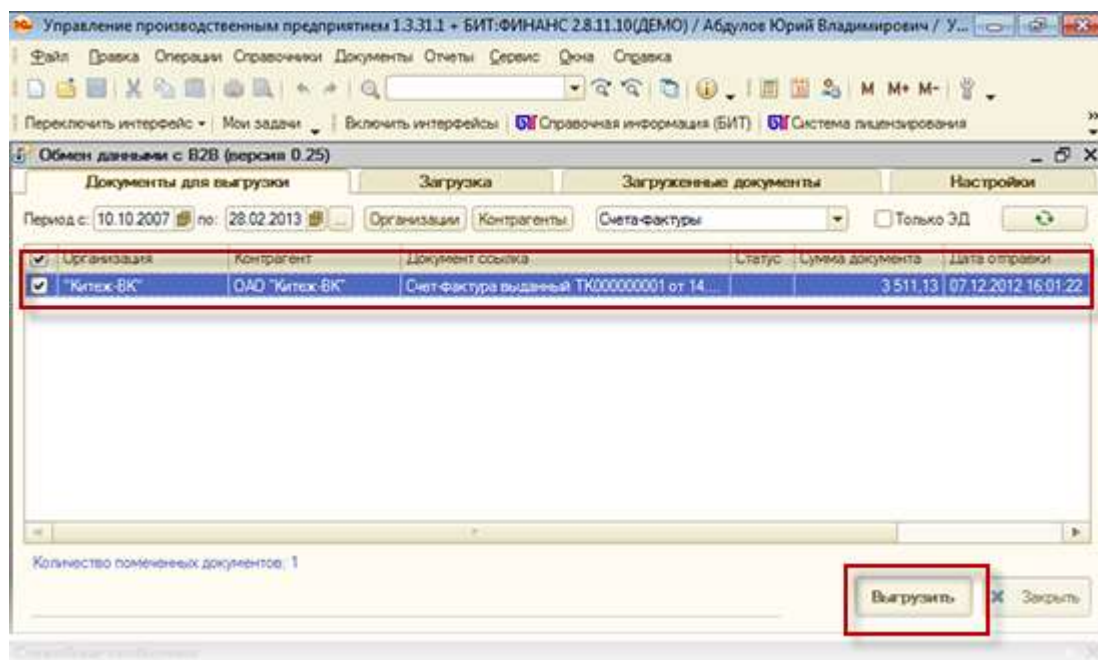 Управление производственным предприятием 1.3.31.1 + БИТ:ФИНАНС 2.8.11.10(ДЕМО) / Абдулов Юрий Владимирович / У...
Файл Правка Операции Справочники Документы Отчеты Сервис Окна Справка
M M+ M-
Переключить интерфейс Мои задачи Включить интерфейсы Справочная информация (БИТ) Система лицензирования
Обмен данными с B2B (версия 0.25)
Документы для выгрузки Загрузка Загруженные документы Настройки
Период с: 10.10.2007 по: 28.02.2013 ... Организации Контрагенты Счета-фактуры Только ЭД
Организация Контрагент Документ ссылка Статус Сумма документа Дата отправки
"Китеж-ВК" ОАО "Китеж-ВК" Счет-фактура выданный ТК000000001 от 14.... 3 511,13 07.12.2012 16:01:22
Количество помеченных документов: 1
Выгрузить Закрыть